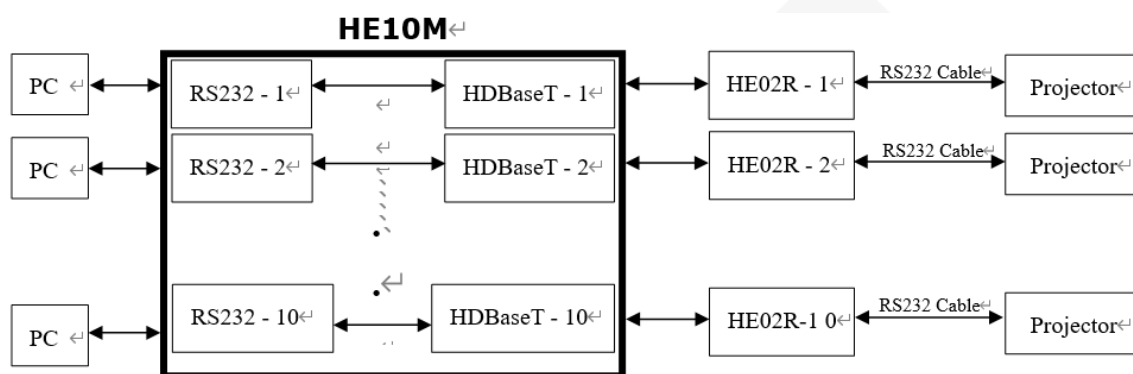 HE10M
PC RS232 - 1 HDBaseT - 1 HE02R - 1 RS232 Cable Projector
PC RS232 - 2 HDBaseT - 2 HE02R - 2 RS232 Cable Projector
PC RS232 - 10 HDBaseT - 10 HE02R-1 0 RS232 Cable Projector